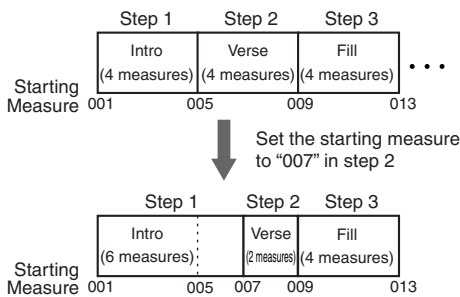 Step 1 Step 2 Step 3
Intro Verse Fill
(4 measures) (4 measures) (4 measures)
• • •
Starting
Measure 001 005 009 013
Set the starting measure
to “007” in step 2
Step 1 Step 2 Step 3
Intro Verse Fill
(6 measures) (2 measures) (4 measures)
Starting
Measure 001 005 007 009 013